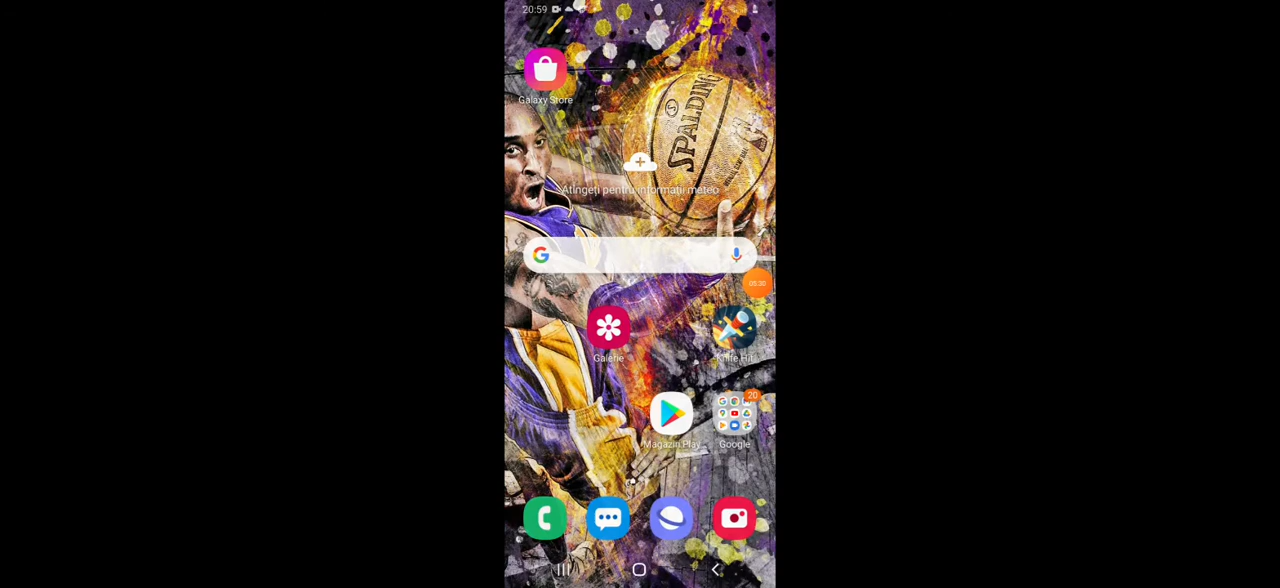 20:59
Galaxy Store
SPALDING
Atingeți pentru informații meteo
05:30
Galerie
Knife Hit
20
Magazin Play
Google